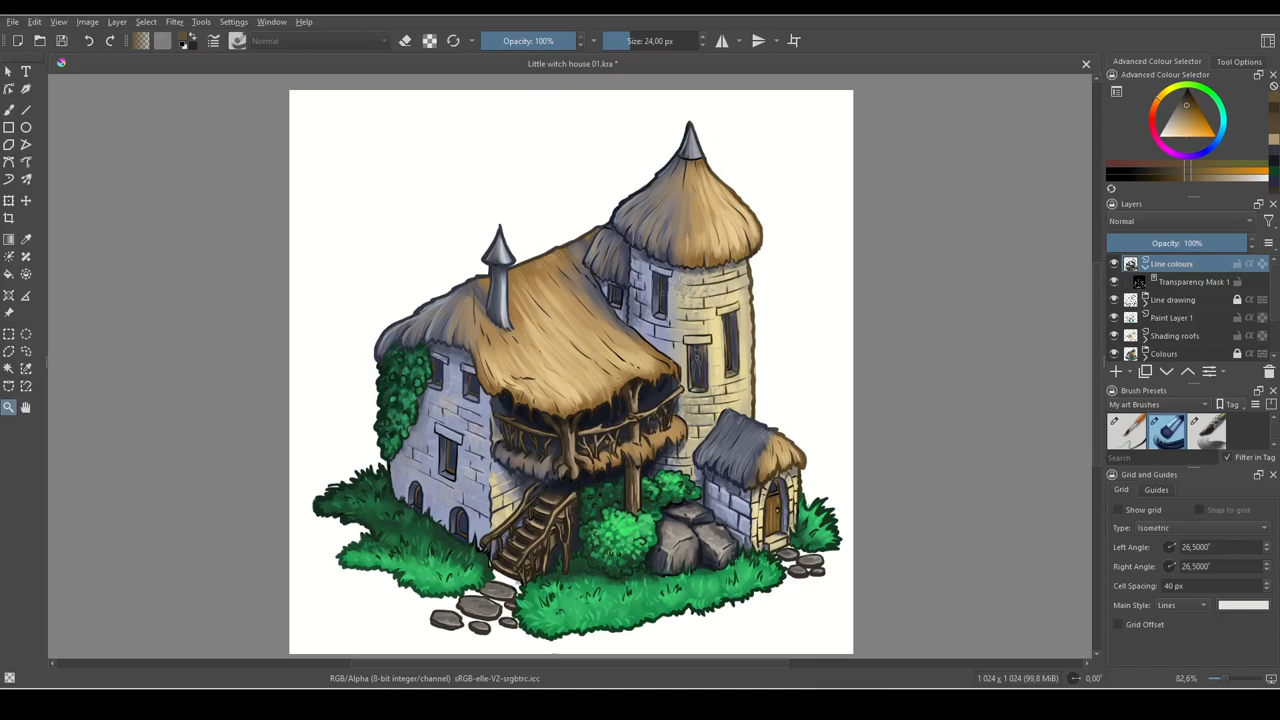 File Edit View Image Layer Select Filter Tools Settings Window Help
Normal Opacity: 100% Size: 24,00 px
Little witch house 01.kra *
Advanced Colour Selector Tool Options
Advanced Colour Selector
Layers
Normal
Opacity: 100%
Line colours
Transparency Mask 1
Line drawing
Paint Layer 1
Shading roofs
Colours
Brush Presets
My art Brushes Tag
Search Filter in Tag
Grid and Guides
Grid Guides
Show grid Snap to grid
Type: Isometric
Left Angle: 26,5000°
Right Angle: 26,5000°
Cell Spacing: 40 px
Main Style: Lines
Grid Offset
RGB/Alpha (8-bit integer/channel) sRGB-elle-V2-srgbtrc.icc 1 024 x 1 024 (99,8 MiB) 0,00° 82,6%